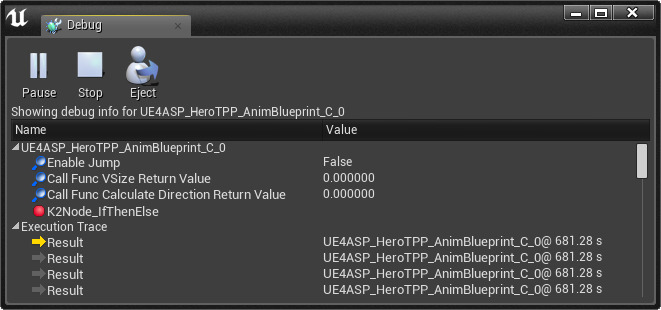 Debug
Pause Stop Eject
Showing debug info for UE4ASP_HeroTPP_AnimBlueprint_C_0
Name Value
UE4ASP_HeroTPP_AnimBlueprint_C_0
Enable Jump False
Call Func VSize Return Value 0.000000
Call Func Calculate Direction Return Value 0.000000
K2Node_IfThenElse
Execution Trace
Result UE4ASP_HeroTPP_AnimBlueprint_C_0@ 681.28 s
Result UE4ASP_HeroTPP_AnimBlueprint_C_0@ 681.28 s
Result UE4ASP_HeroTPP_AnimBlueprint_C_0@ 681.28 s
Result UE4ASP_HeroTPP_AnimBlueprint_C_0@ 681.28 s